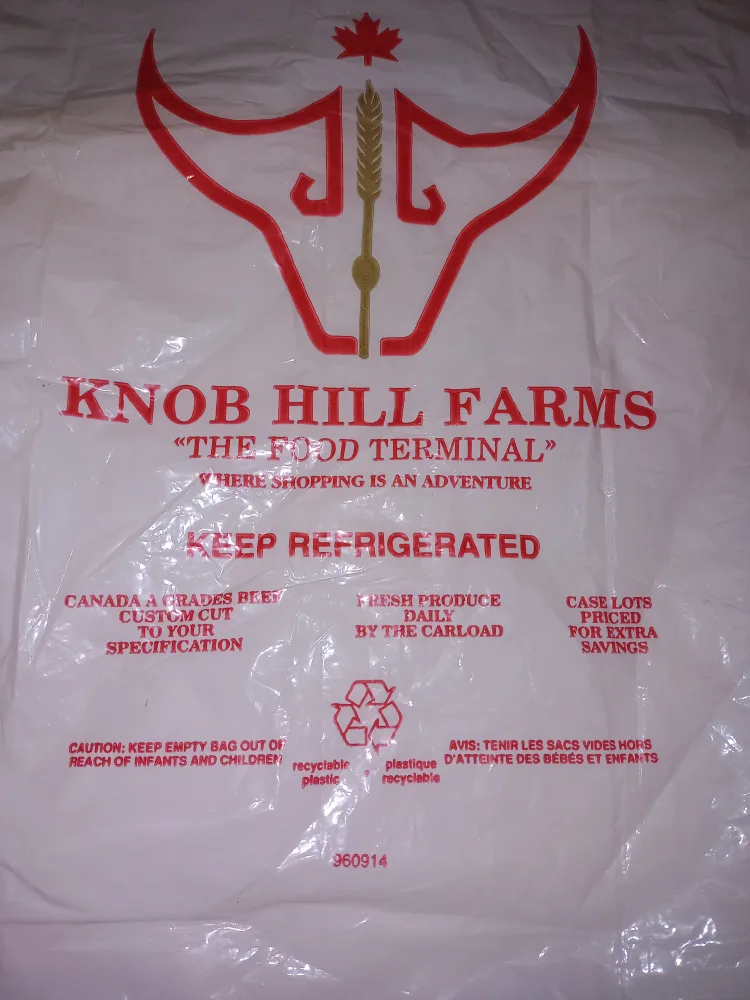 KNOB HILL FARMS
“THE FOOD TERMINAL”
WHERE SHOPPING IS AN ADVENTURE
KEEP REFRIGERATED
CANADA A GRADES BEEF
CUSTOM CUT
TO YOUR
SPECIFICATION
FRESH PRODUCE
DAILY
BY THE CARLOAD
CASE LOTS
PRICED
FOR EXTRA
SAVINGS
CAUTION: KEEP EMPTY BAG OUT OF
REACH OF INFANTS AND CHILDREN
recyclable
plastic
plastique
recyclable
AVIS: TENIR LES SACS VIDES HORS
D'ATTEINTE DES BÉBÉS ET ENFANTS
960914